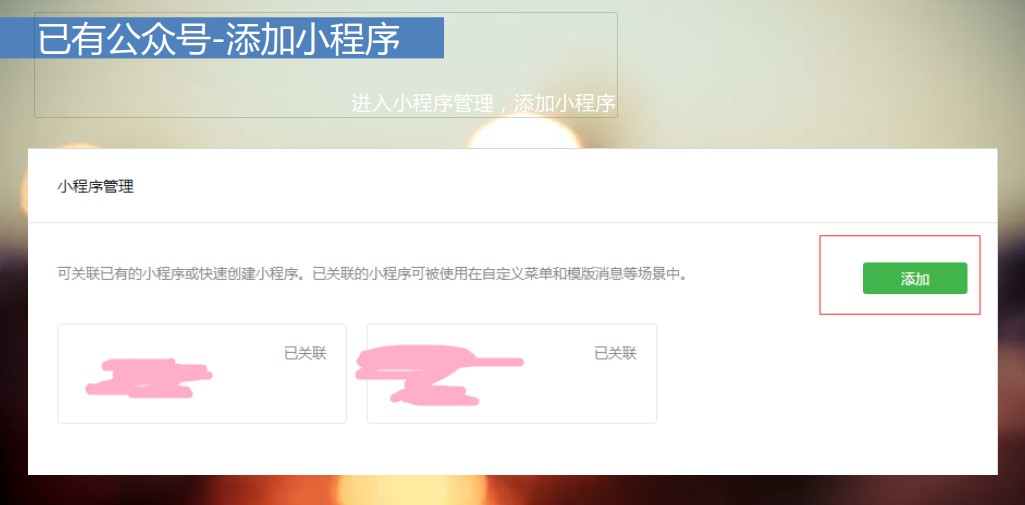 已有公众号-添加小程序
进入小程序管理，添加小程序
小程序管理
可关联已有的小程序或快速创建小程序。已关联的小程序可被使用在自定义菜单和模版消息等场景中。
添加
已关联
已关联